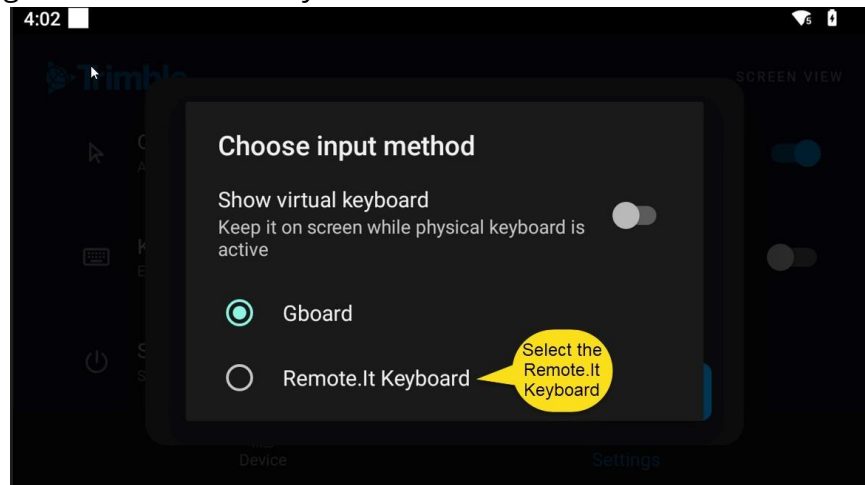 4:02
5
Trimble
SCREEN VIEW
Choose input method
Show virtual keyboard
Keep it on screen while physical keyboard is
active
Gboard
Remote.It Keyboard
Select the
Remote.It
Keyboard
Device
Settings